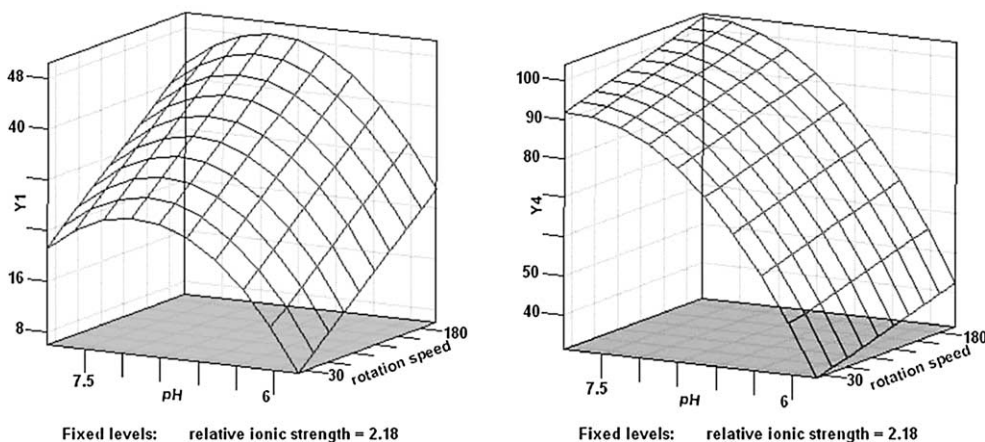 48
40
Y1
16
8
7.5
pH
6
30
rotation speed
180
Fixed levels: relative ionic strength = 2.18
100
90
80
Y4
50
40
7.5
pH
6
30
rotation speed
180
Fixed levels: relative ionic strength = 2.18